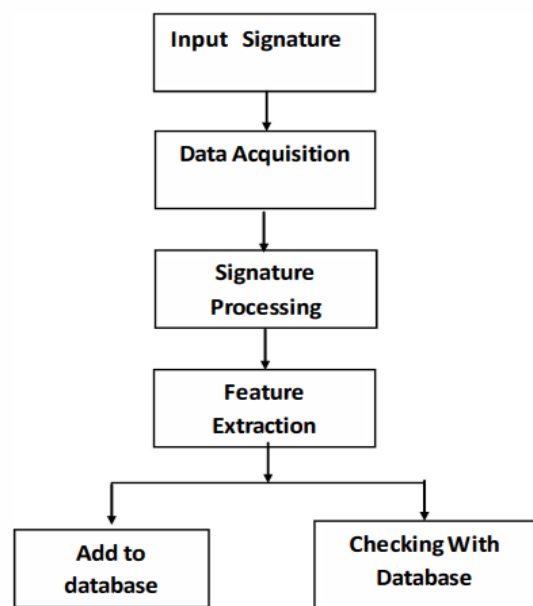 Input Signature
Data Acquisition
Signature
Processing
Feature
Extraction
Add to
database
Checking With
Database